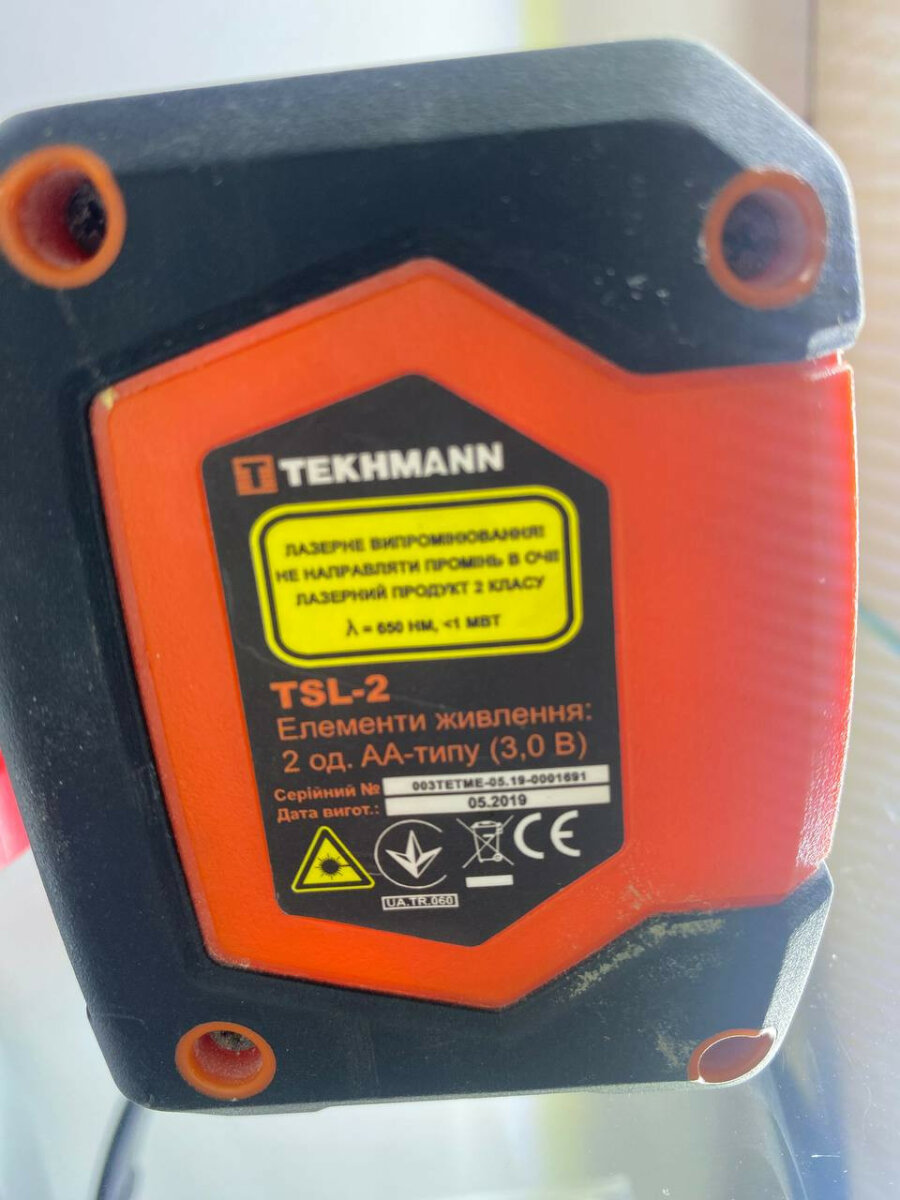 TEKHMANN
ЛАЗЕРНЕ ВИПРОМІНЮВАННЯ!
НЕ НАПРАВЛЯТИ ПРОМІНЬ В ОЧІ!
ЛАЗЕРНИЙ ПРОДУКТ 2 КЛАСУ
λ = 650 НМ, <1 МВТ
TSL-2
Елементи живлення:
2 од. АА-типу (3,0 В)
Серійний № 003TETME-05.19-0001691
Дата вигот.: 05.2019
CE
UA.TR.060